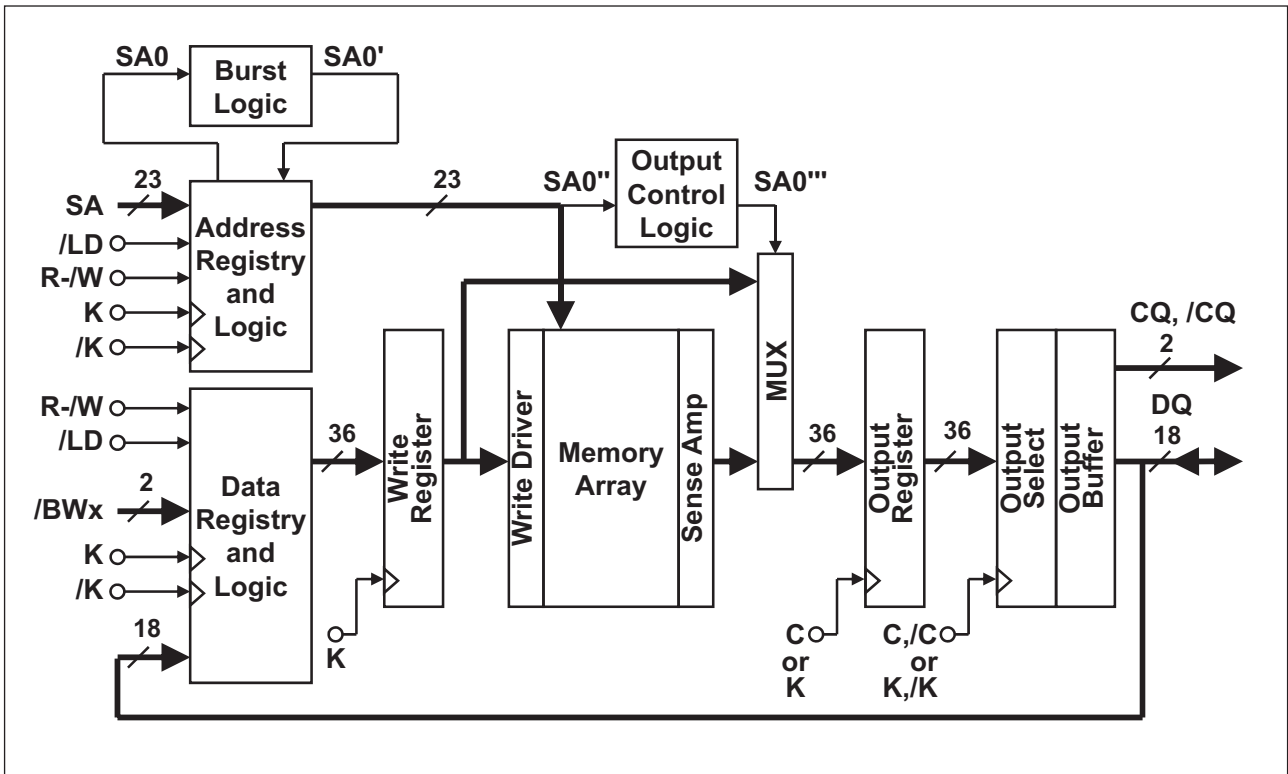 SA0
Burst
Logic
SA0'
SA
23
/LD
R-/W
K
/K
Address
Registry
and
Logic
23
SA0''
Output
Control
Logic
SA0'''
R-/W
/LD
/BWx
2
K
/K
18
Data
Registry
and
Logic
36
Write
Register
K
Write Driver
Memory
Array
Sense Amp
MUX
36
Output
Register
C
or
K
36
Output
Select
Output
Buffer
C,/C
or
K,/K
CQ, /CQ
2
DQ
18